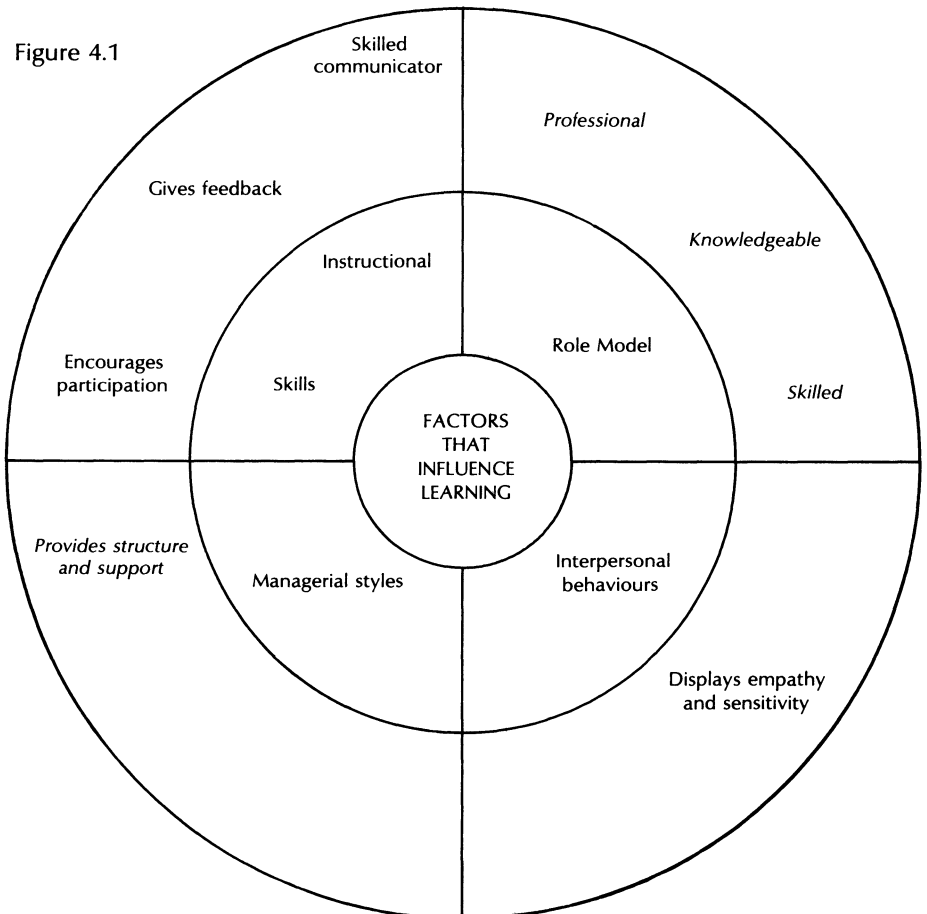 Figure 4.1
Skilled
communicator
Professional
Gives feedback
Knowledgeable
Instructional
Role Model
Encourages
participation
Skills
Skilled
FACTORS
THAT
INFLUENCE
LEARNING
Provides structure
and support
Managerial styles
Interpersonal
behaviours
Displays empathy
and sensitivity